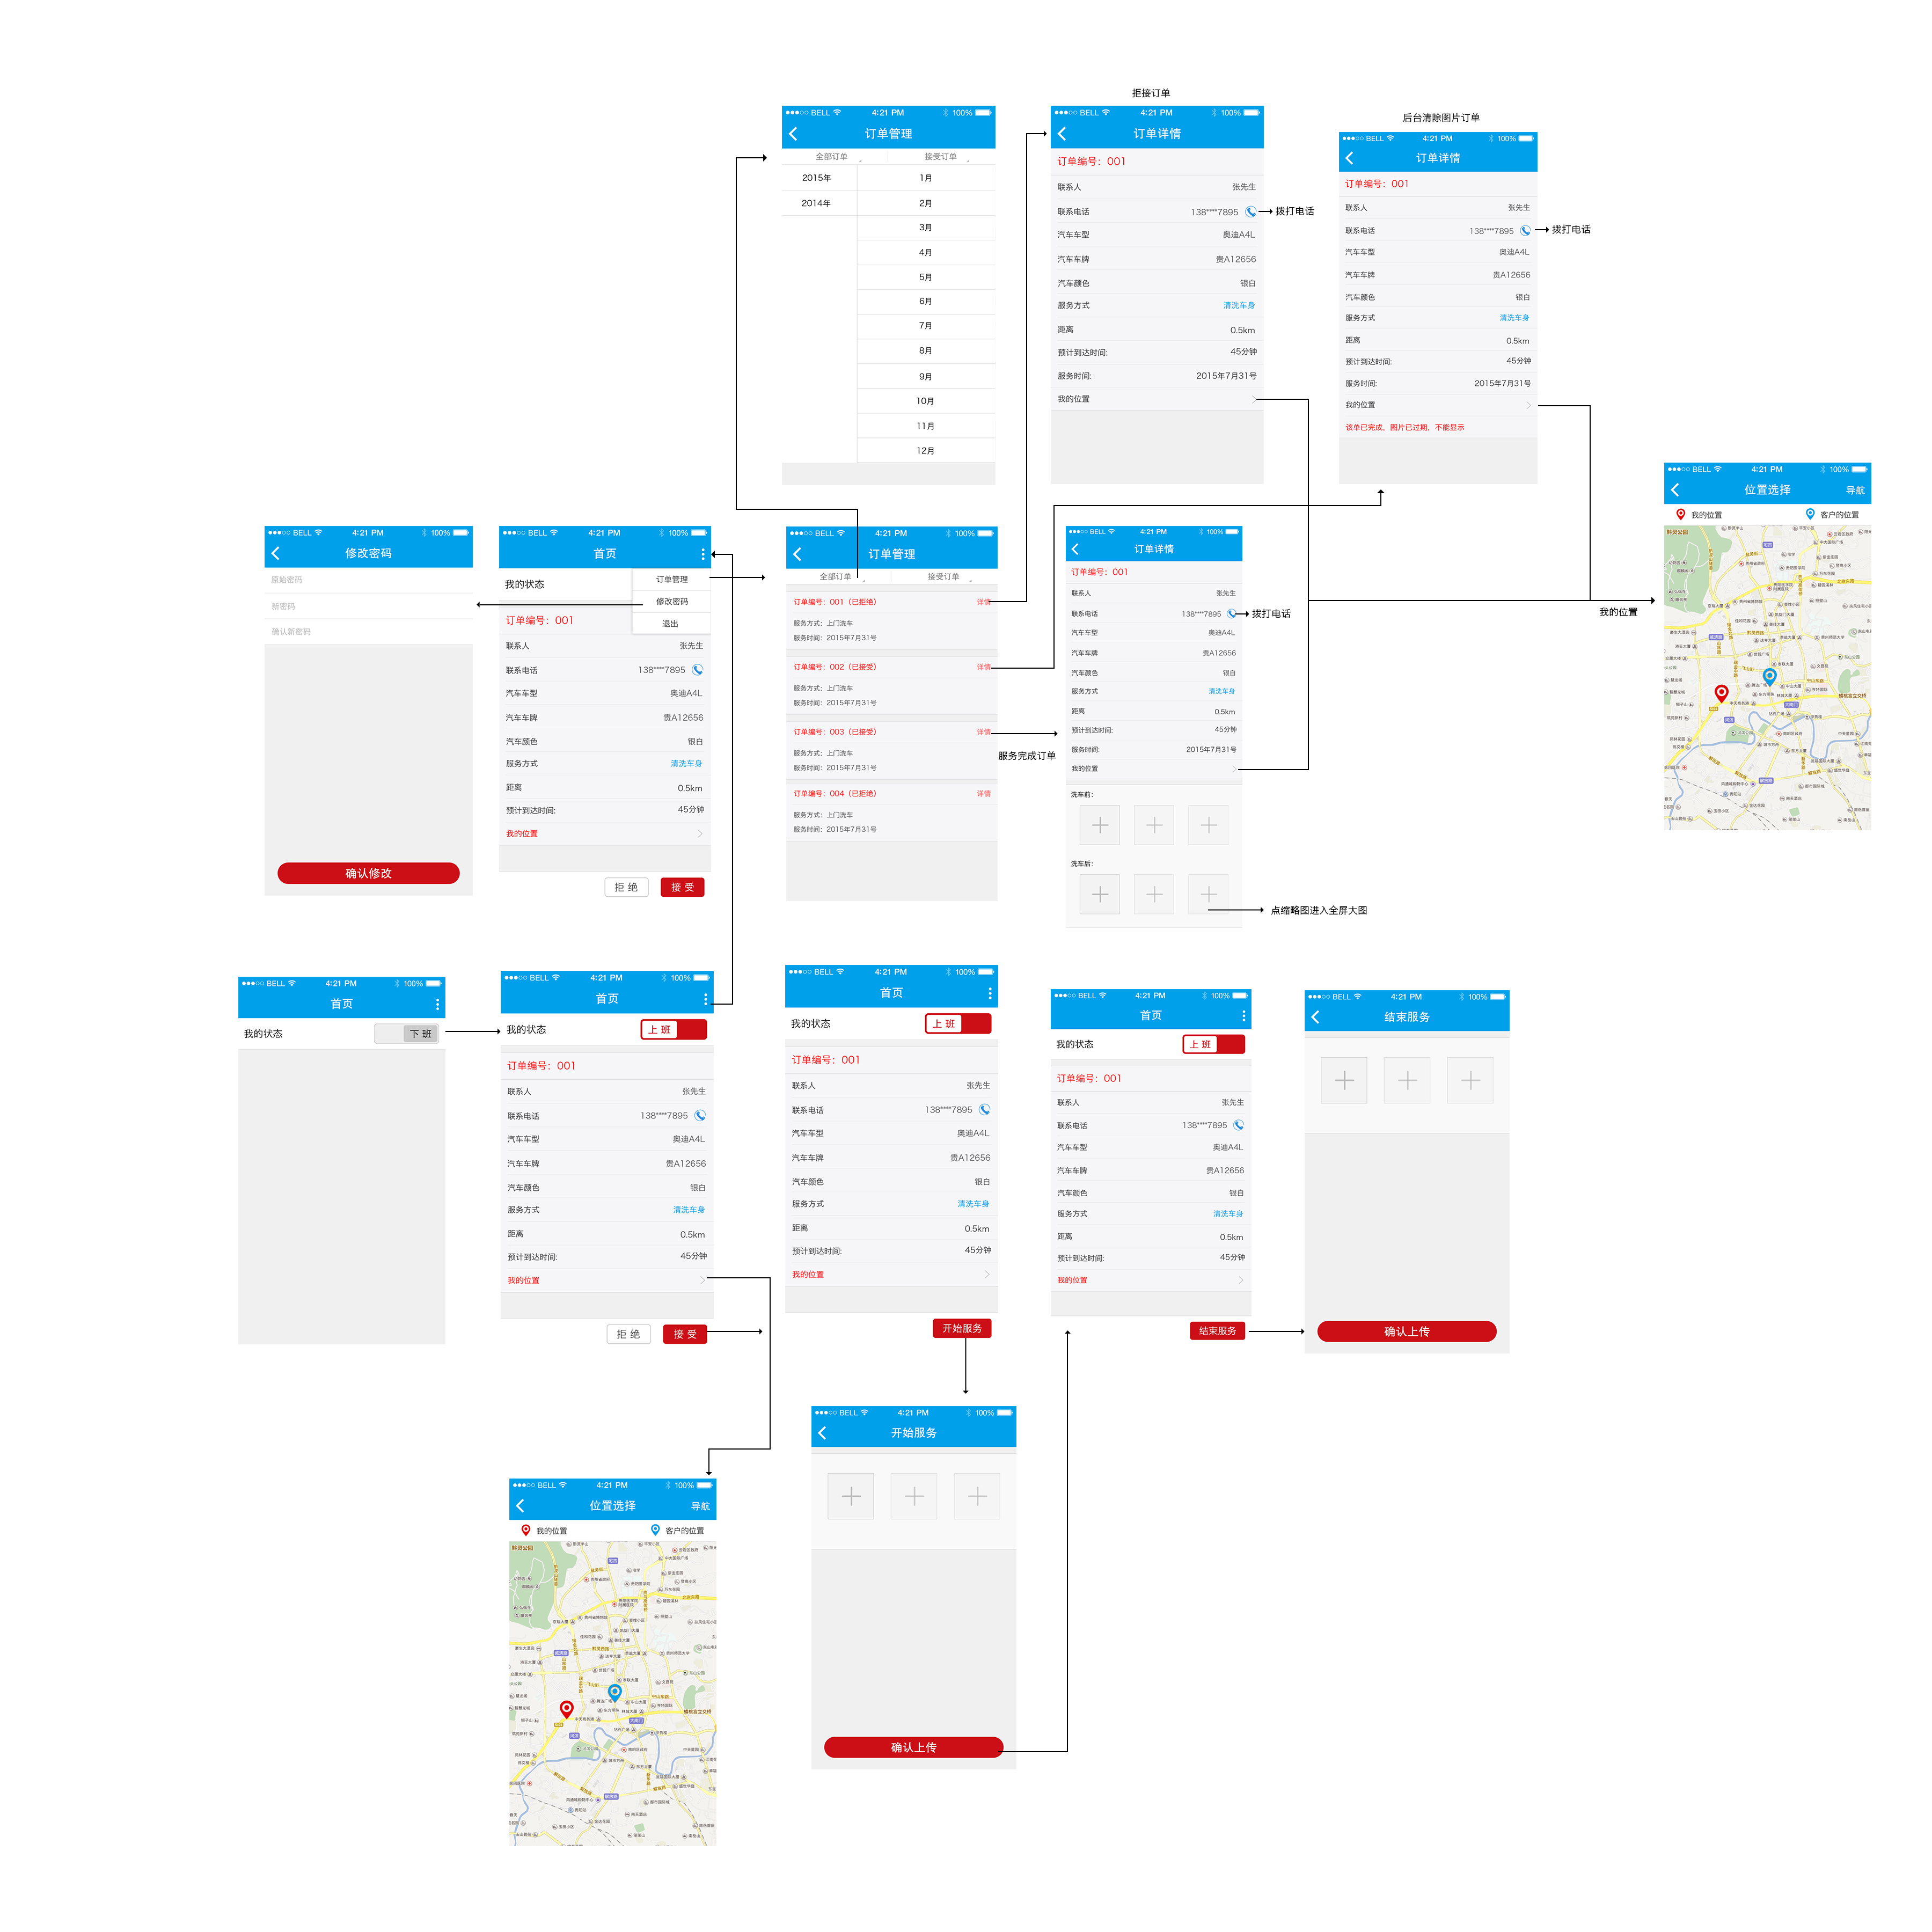 拒接订单
后台清除图片订单
BELL 4:21 PM 100%
订单管理
全部订单 接受订单
2015年 1月
2014年 2月
3月
4月
5月
6月
7月
8月
9月
10月
11月
12月
BELL 4:21 PM 100%
订单详情
订单编号：001
联系人 张先生
联系电话 138****7895 拨打电话
汽车车型 奥迪A4L
汽车车牌 贵A12656
汽车颜色 银白
服务方式 清洗车身
距离 0.5km
预计到达时间: 45分钟
服务时间: 2015年7月31号
我的位置
BELL 4:21 PM 100%
订单详情
订单编号：001
联系人 张先生
联系电话 138****7895 拨打电话
汽车车型 奥迪A4L
汽车车牌 贵A12656
汽车颜色 银白
服务方式 清洗车身
距离 0.5km
预计到达时间: 45分钟
服务时间: 2015年7月31号
我的位置
该单已完成，图片已过期，不能显示
BELL 4:21 PM 100%
位置选择 导航
我的位置 客户的位置
黔灵公园
我的位置
BELL 4:21 PM 100%
修改密码
原始密码
新密码
确认新密码
确认修改
BELL 4:21 PM 100%
首页
我的状态
订单管理
修改密码
退出
订单编号：001
联系人 张先生
联系电话 138****7895
汽车车型 奥迪A4L
汽车车牌 贵A12656
汽车颜色 银白
服务方式 清洗车身
距离 0.5km
预计到达时间: 45分钟
我的位置
拒 绝 接 受
BELL 4:21 PM 100%
订单管理
全部订单 接受订单
订单编号：001（已拒绝） 详情
服务方式：上门洗车
服务时间：2015年7月31号
订单编号：002（已接受） 详情
服务方式：上门洗车
服务时间：2015年7月31号
订单编号：003（已接受） 详情
服务方式：上门洗车
服务时间：2015年7月31号
订单编号：004（已拒绝） 详情
服务方式：上门洗车
服务时间：2015年7月31号
服务完成订单
BELL 4:21 PM 100%
订单详情
订单编号：001
联系人 张先生
联系电话 138****7895 拨打电话
汽车车型 奥迪A4L
汽车车牌 贵A12656
汽车颜色 银白
服务方式 清洗车身
距离 0.5km
预计到达时间: 45分钟
服务时间: 2015年7月31号
我的位置
洗车前:
洗车后:
点缩略图进入全屏大图
BELL 4:21 PM 100%
首页
我的状态 下 班
BELL 4:21 PM 100%
首页
我的状态 上 班
订单编号：001
联系人 张先生
联系电话 138****7895
汽车车型 奥迪A4L
汽车车牌 贵A12656
汽车颜色 银白
服务方式 清洗车身
距离 0.5km
预计到达时间: 45分钟
我的位置
拒 绝 接 受
BELL 4:21 PM 100%
首页
我的状态 上 班
订单编号：001
联系人 张先生
联系电话 138****7895
汽车车型 奥迪A4L
汽车车牌 贵A12656
汽车颜色 银白
服务方式 清洗车身
距离 0.5km
预计到达时间: 45分钟
我的位置
开始服务
BELL 4:21 PM 100%
首页
我的状态 上 班
订单编号：001
联系人 张先生
联系电话 138****7895
汽车车型 奥迪A4L
汽车车牌 贵A12656
汽车颜色 银白
服务方式 清洗车身
距离 0.5km
预计到达时间: 45分钟
我的位置
结束服务
BELL 4:21 PM 100%
结束服务
确认上传
BELL 4:21 PM 100%
开始服务
确认上传
BELL 4:21 PM 100%
位置选择 导航
我的位置 客户的位置
黔灵公园